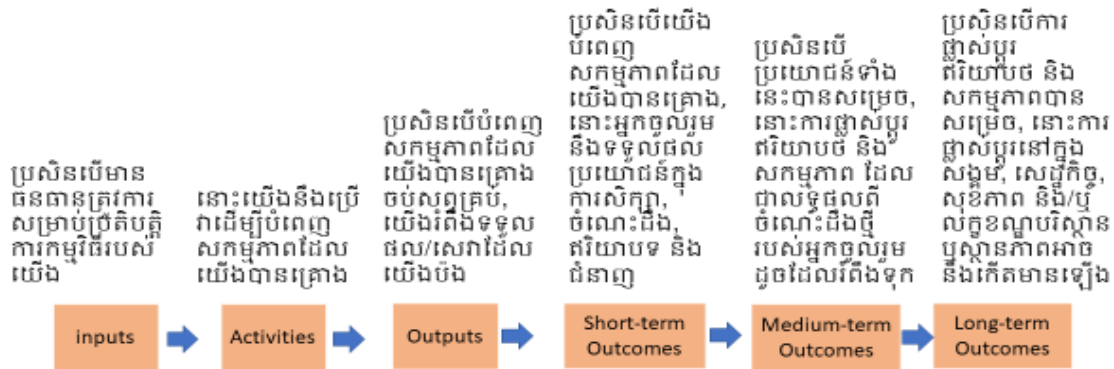 ប្រសិនបើមាន
ធនធានត្រូវការ
សម្រាប់ប្រតិបត្តិ
ការកម្មវិធីរបស់
យើង
នោះយើងនឹងប្រើ
វាដើម្បីបំពេញ
សកម្មភាពដែល
យើងបានគ្រោង
ប្រសិនបើបំពេញ
សកម្មភាពដែល
យើងបានគ្រោង
ចប់សព្វគ្រប់,
យើងរំពឹងទទួល
ផល/សេវាដែល
យើងប៉ង
ប្រសិនបើយើង
បំពេញ
សកម្មភាពដែល
យើងបានគ្រោង,
នោះអ្នកចូលរួម
នឹងទទួលផល
ប្រយោជន៍ក្នុង
ការសិក្សា,
ចំណេះដឹង,
ឥរិយាបទ និង
ជំនាញ
ប្រសិនបើ
ប្រយោជន៍ទាំង
នេះបានសម្រេច,
នោះការផ្លាស់ប្តូរ
ឥរិយាបថ និង
សកម្មភាព ដែល
ជាលទ្ធផលពី
ចំណេះដឹងថ្មី
របស់អ្នកចូលរួម
ដូចដែលរំពឹងទុក
ប្រសិនបើការ
ផ្លាស់ប្តូរ
ឥរិយាបថ និង
សកម្មភាពបាន
សម្រេច, នោះការ
ផ្លាស់ប្តូរនៅក្នុង
សង្គម, សេដ្ឋកិច្ច,
សុខភាព និង/ឬ
លក្ខខណ្ឌបរិស្ថាន
ឬស្ថានភាពអាច
នឹងកើតមានឡើង
inputs
Activities
Outputs
Short-term
Outcomes
Medium-term
Outcomes
Long-term
Outcomes